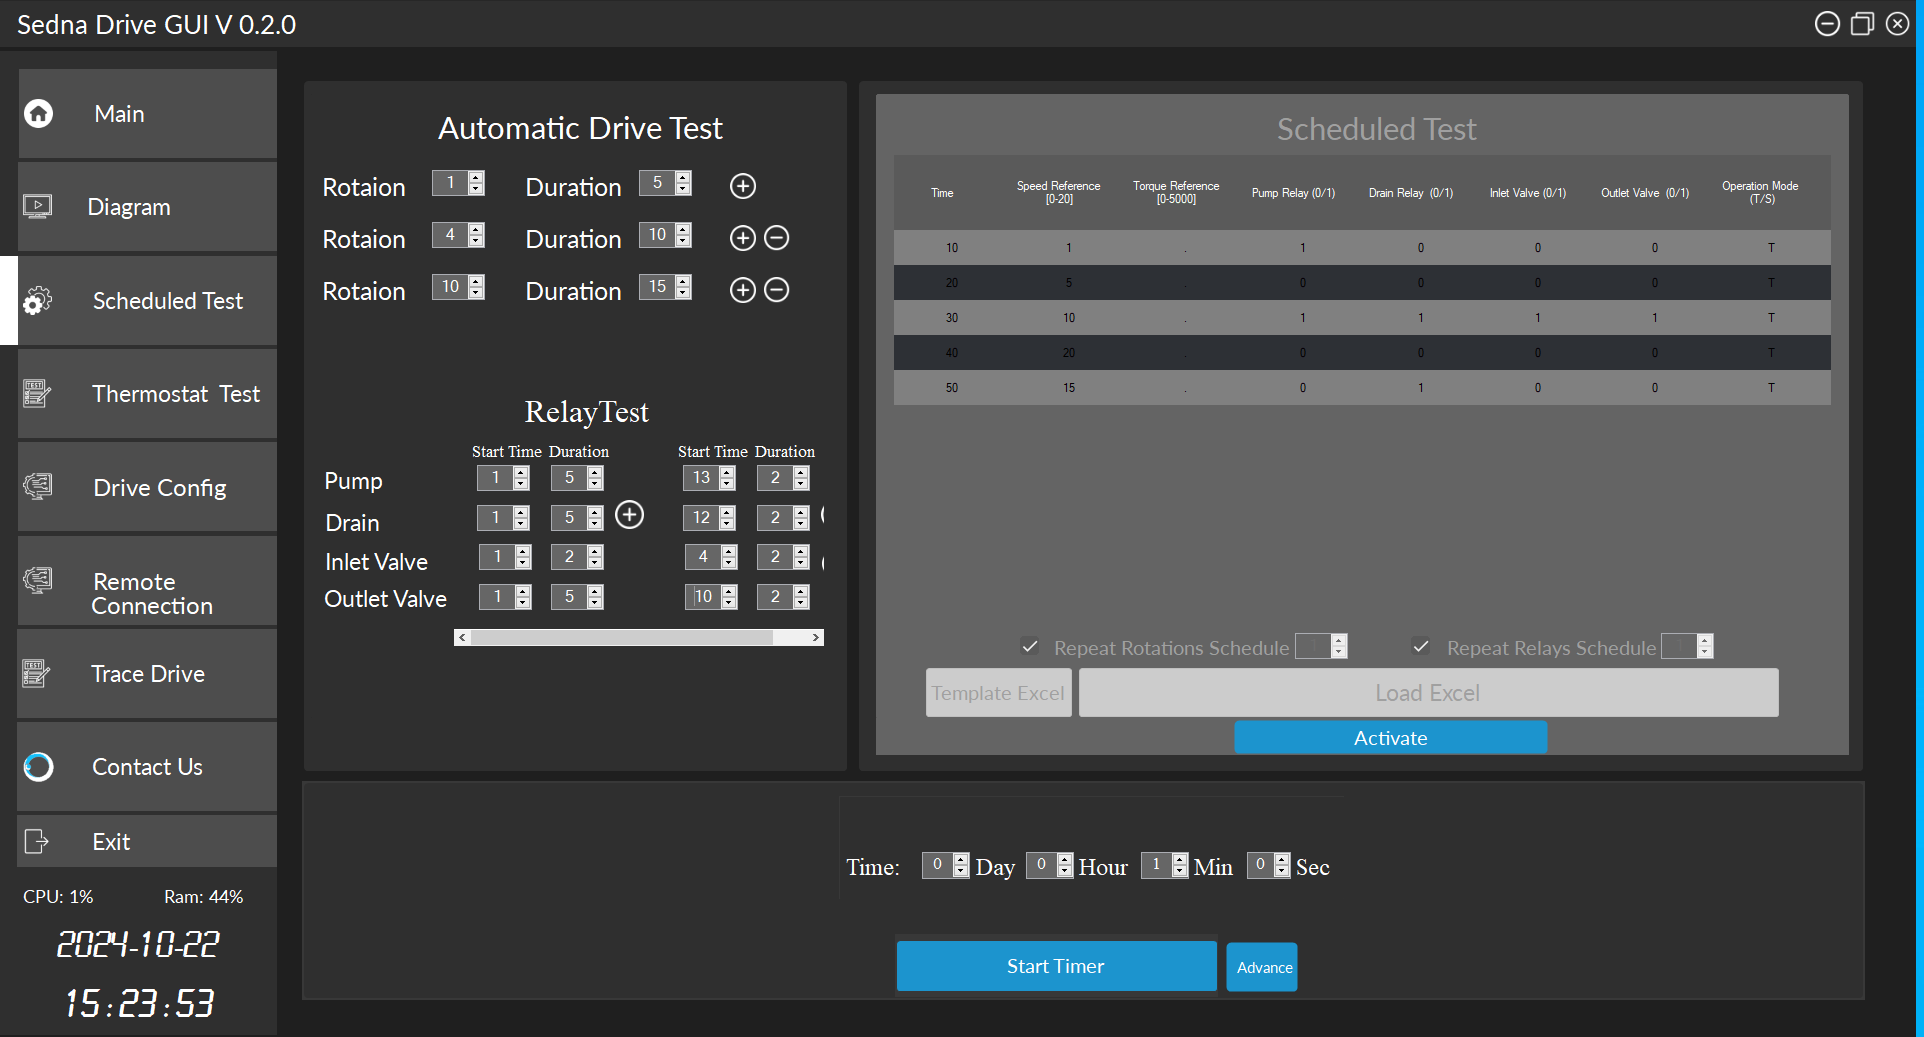 Sedna Drive GUI V 0.2.0
Main
Diagram
Scheduled Test
Thermostat Test
Drive Config
Remote
Connection
Trace Drive
Contact Us
Exit
CPU: 1% Ram: 44%
2024-10-22
15:23:53
Automatic Drive Test
Rotaion 1 Duration 5
Rotaion 4 Duration 10
Rotaion 10 Duration 15
RelayTest
Start Time Duration Start Time Duration
Pump 1 5 13 2
Drain 1 5 12 2
Inlet Valve 1 2 4 2
Outlet Valve 1 5 10 2
Scheduled Test
Time Speed Reference [0-20] Torque Reference [0-5000] Pump Relay (0/1) Drain Relay (0/1) Inlet Valve (0/1) Outlet Valve (0/1) Operation Mode (T/S)
10 1 . 1 0 0 0 T
20 5 . 0 0 0 0 T
30 10 . 1 1 1 1 T
40 20 . 0 0 0 0 T
50 15 . 0 1 0 0 T
Repeat Rotations Schedule 1 Repeat Relays Schedule
Template Excel Load Excel
Activate
Time: 0 Day 0 Hour 1 Min 0 Sec
Start Timer Advance